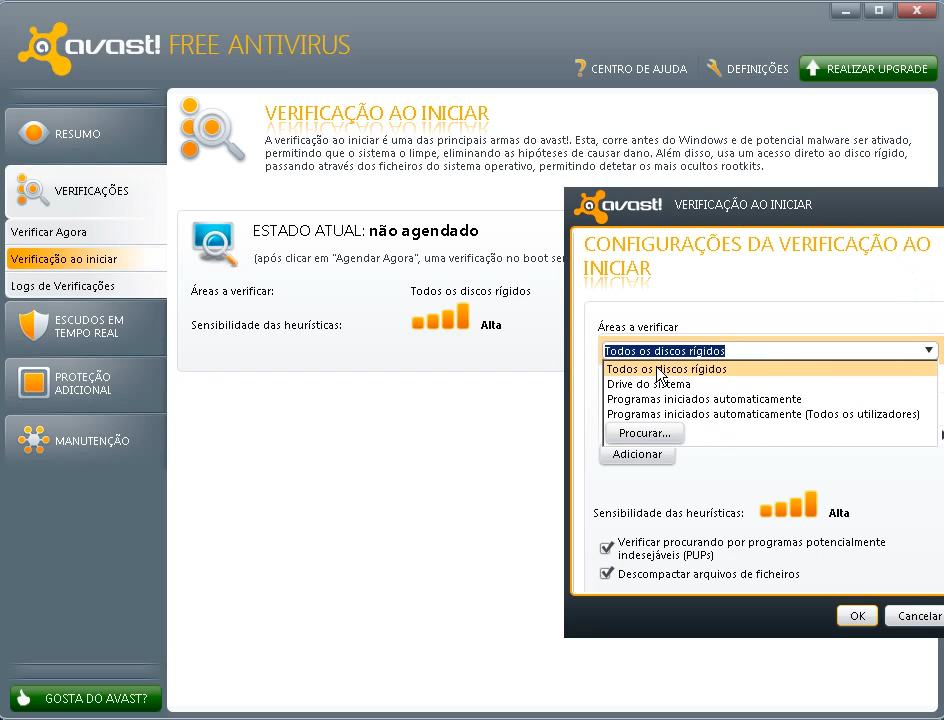 avast! FREE ANTIVIRUS
CENTRO DE AJUDA
DEFINIÇÕES
REALIZAR UPGRADE
RESUMO
VERIFICAÇÕES
Verificar Agora
Verificação ao iniciar
Logs de Verificações
ESCUDOS EM
TEMPO REAL
PROTEÇÃO
ADICIONAL
MANUTENÇÃO
GOSTA DO AVAST?
VERIFICAÇÃO AO INICIAR
A verificação ao iniciar é uma das principais armas do avast!. Esta, corre antes do Windows e de potencial malware ser ativado,
permitindo que o sistema o limpe, eliminando as hipóteses de causar dano. Além disso, usa um acesso direto ao disco rígido,
passando através dos ficheiros do sistema operativo, permitindo detetar os mais ocultos rootkits.
ESTADO ATUAL: não agendado
(após clicar em "Agendar Agora", uma verificação no boot ser
Áreas a verificar: Todos os discos rígidos
Sensibilidade das heurísticas: Alta
avast! VERIFICAÇÃO AO INICIAR
CONFIGURAÇÕES DA VERIFICAÇÃO AO
INICIAR
Áreas a verificar
Todos os discos rígidos
Todos os discos rígidos
Drive do sistema
Programas iniciados automaticamente
Programas iniciados automaticamente (Todos os utilizadores)
Procurar...
Adicionar
Sensibilidade das heurísticas: Alta
Verificar procurando por programas potencialmente
indesejáveis (PUPs)
Descompactar arquivos de ficheiros
OK
Cancelar